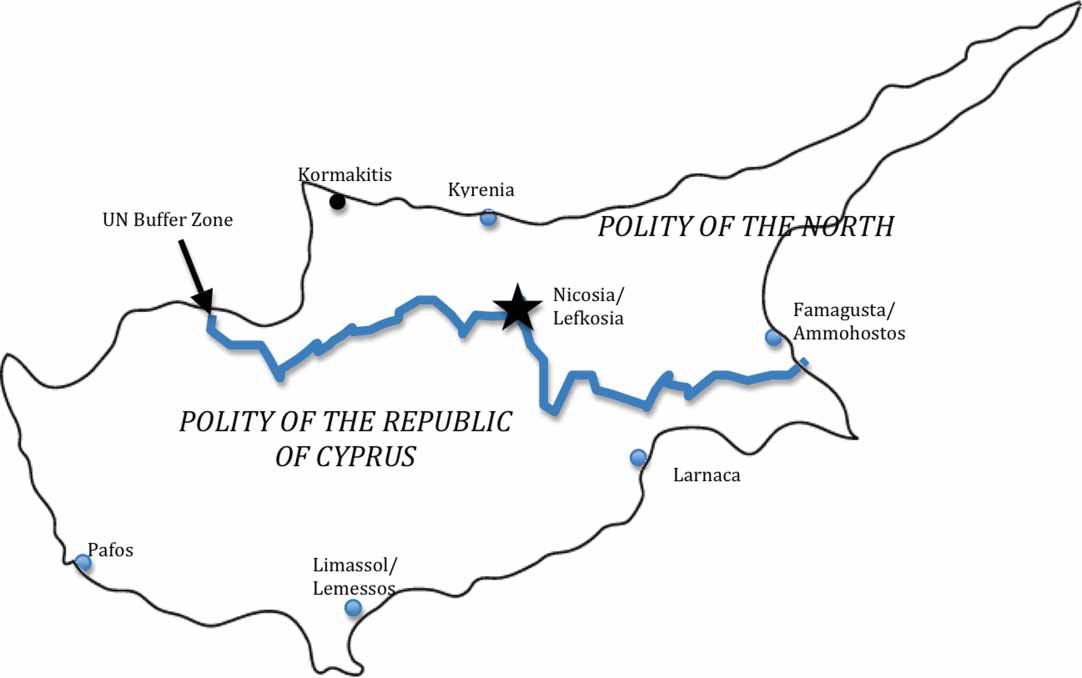 Kormakitis
Kyrenia
UN Buffer Zone
POLITY OF THE NORTH
Nicosia/
Lefkosia
Famagusta/
Ammohostos
POLITY OF THE REPUBLIC
OF CYPRUS
Larnaca
Pafos
Limassol/
Lemessos